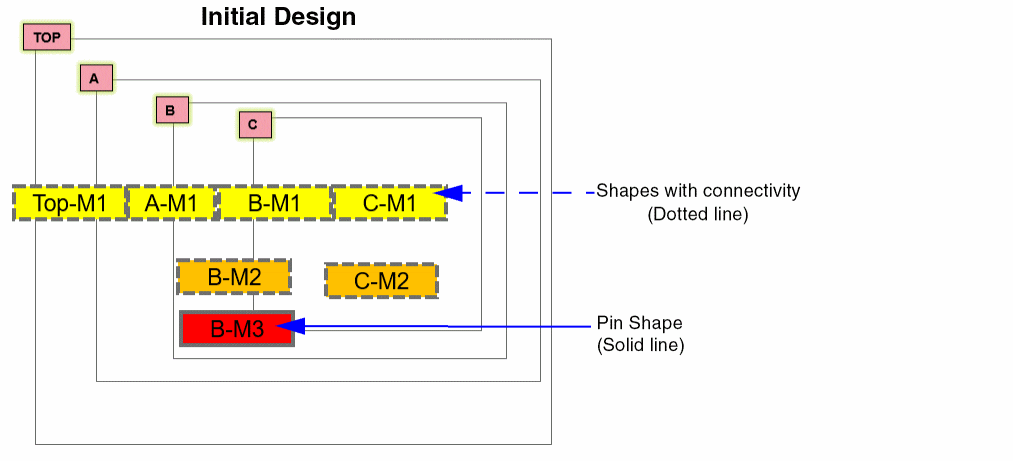 Initial Design
TOP
A
B
C
Top-M1 A-M1 B-M1 C-M1
Shapes with connectivity
(Dotted line)
B-M2 C-M2
B-M3
Pin Shape
(Solid line)